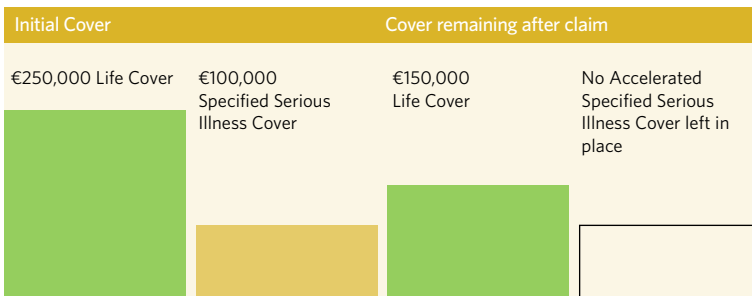 Initial Cover
Cover remaining after claim
€250,000 Life Cover
€100,000
Specified Serious
Illness Cover
€150,000
Life Cover
No Accelerated
Specified Serious
Illness Cover left in
place